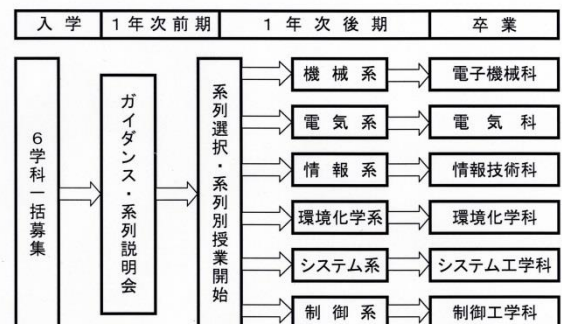 入学 1年次前期 1年次後期 卒業
6学科一括募集
ガイダンス・系列説明会
系列選択・系列別授業開始
機械系 電子機械科
電気系 電気科
情報系 情報技術科
環境化学系 環境化学科
システム系 システム工学科
制御系 制御工学科